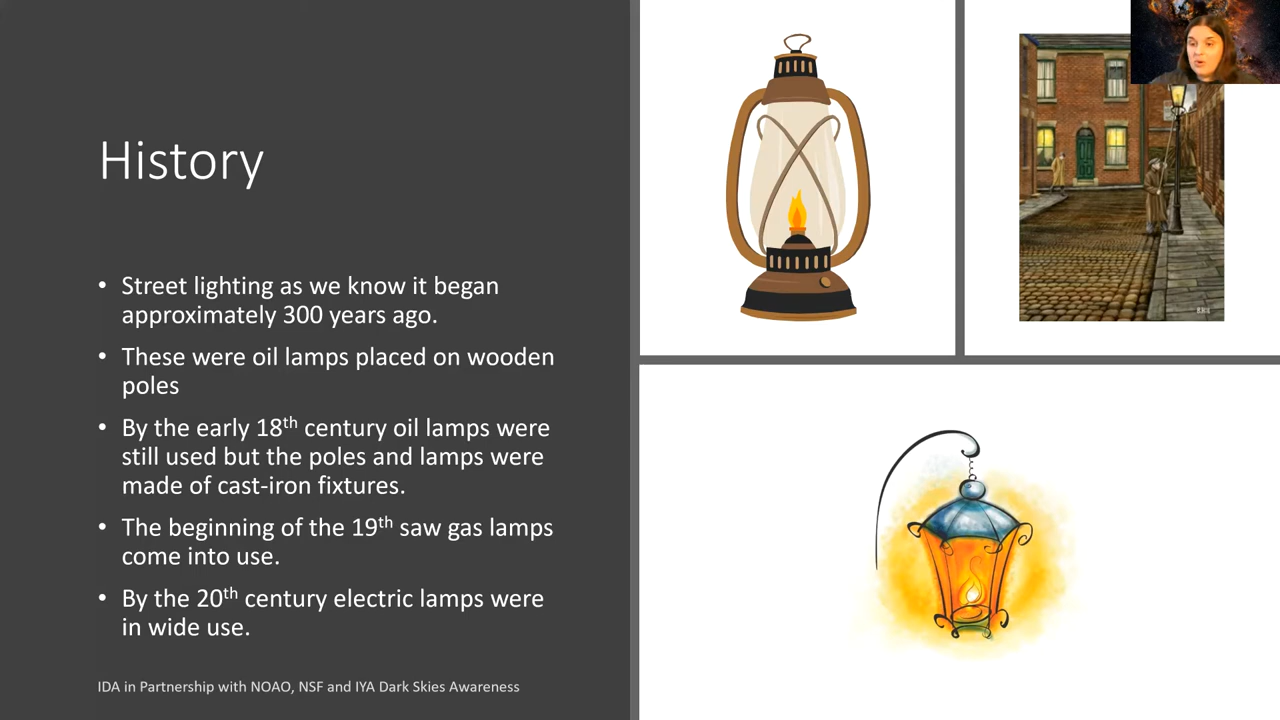 History
• Street lighting as we know it began
approximately 300 years ago.
• These were oil lamps placed on wooden
poles
• By the early 18th century oil lamps were
still used but the poles and lamps were
made of cast-iron fixtures.
• The beginning of the 19th saw gas lamps
come into use.
• By the 20th century electric lamps were
in wide use.
IDA in Partnership with NOAO, NSF and IYA Dark Skies Awareness